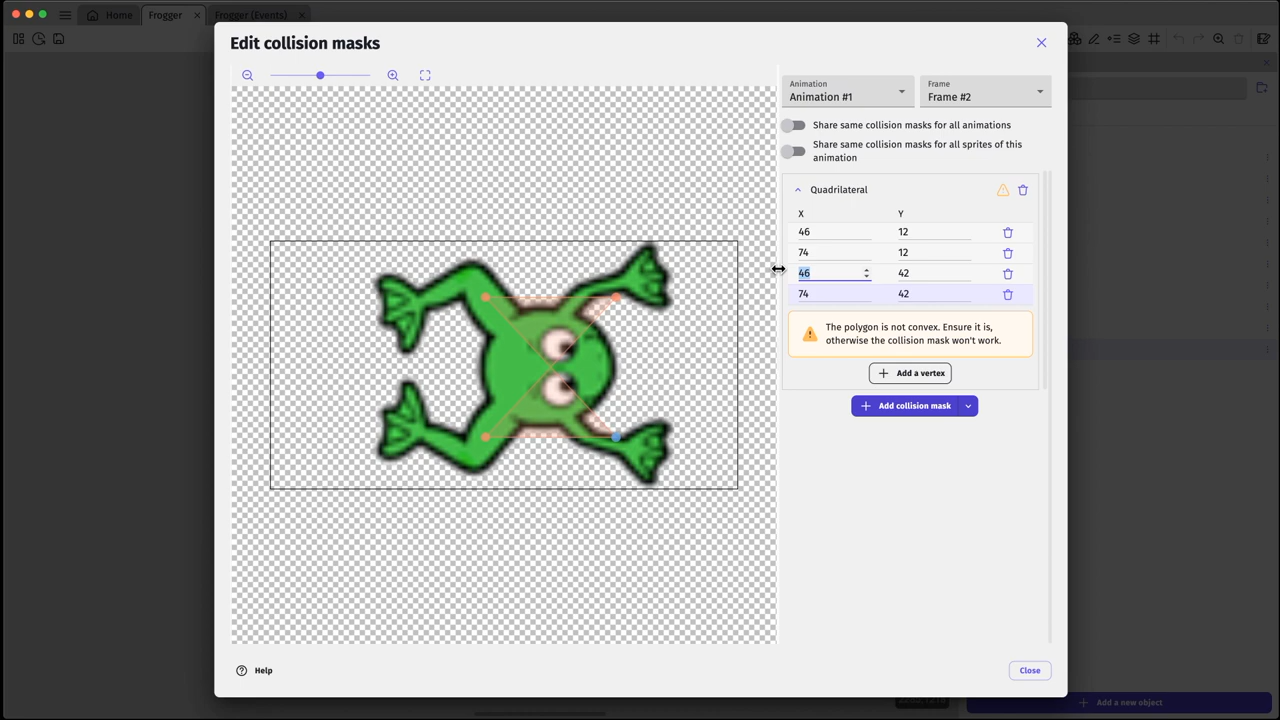 Home
Frogger
Frogger (Events)
Edit collision masks
Animation
Animation #1
Frame
Frame #2
Share same collision masks for all animations
Share same collision masks for all sprites of this
animation
Quadrilateral
X Y
46 12
74 12
46 42
74 42
The polygon is not convex. Ensure it is,
otherwise the collision mask won't work.
Add a vertex
Add collision mask
Help
Close
Add a new object